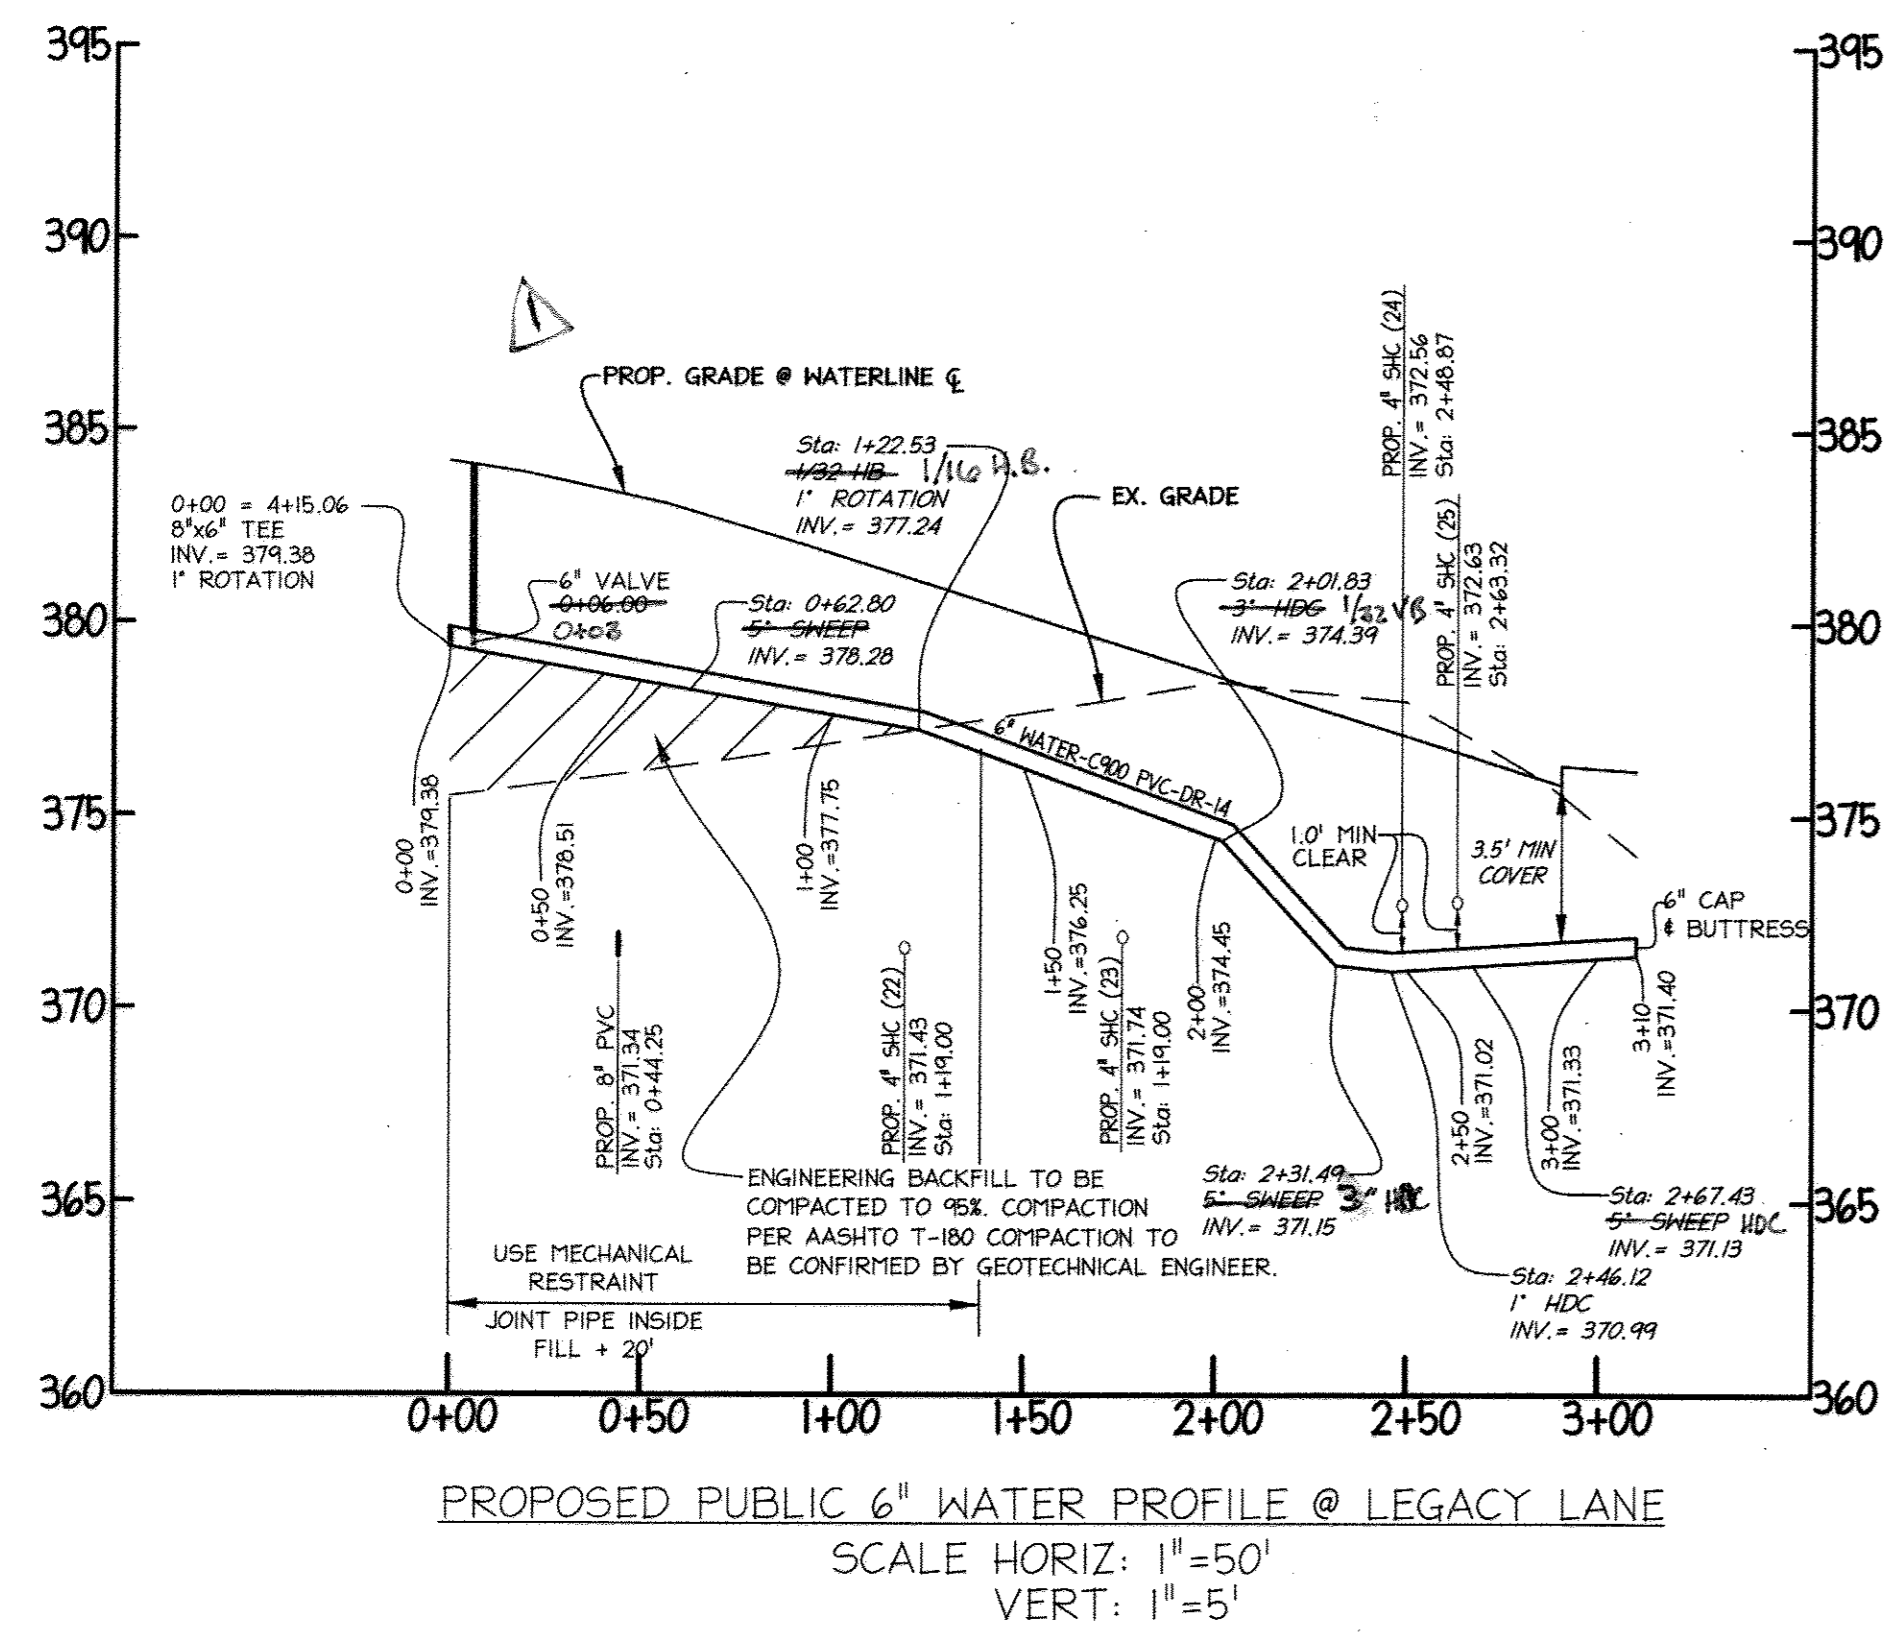 395
390
385
380
375
370
365
360
395
390
385
380
375
370
365
360
1
PROP. GRADE @ WATERLINE ℄
Sta: 1+22.53
1/32 HB 1/16 H.B.
1° ROTATION
INV.= 377.24
EX. GRADE
PROP. 4" SHC (24)
INV.= 372.56
Sta: 2+48.87
PROP. 4" SHC (25)
INV.= 372.63
Sta: 2+63.32
0+00 = 4+15.06
8"x6" TEE
INV.= 379.38
1° ROTATION
6" VALVE
0+06.00
0+03
Sta: 0+62.80
5° SWEEP
INV.= 378.28
Sta: 2+01.83
3° HDC 1/32 VB
INV.= 374.39
6" WATER-C900 PVC-DR-14
1.0' MIN
CLEAR
3.5' MIN
COVER
6" CAP
& BUTTRESS
0+00
INV.=379.38
0+50
INV.=378.51
1+00
INV.=377.75
1+50
INV.=376.25
2+00
INV.=374.45
2+50
INV.=371.02
3+00
INV.=371.33
3+10
INV.=371.40
PROP. 8" PVC
INV.= 371.34
Sta: 0+44.25
PROP. 4" SHC (22)
INV.= 371.43
Sta: 1+19.00
PROP. 4" SHC (23)
INV.= 371.74
Sta: 1+19.00
ENGINEERING BACKFILL TO BE
COMPACTED TO 95%. COMPACTION
PER AASHTO T-180 COMPACTION TO
BE CONFIRMED BY GEOTECHNICAL ENGINEER.
Sta: 2+31.49
5° SWEEP 3° HDC
INV.= 371.15
Sta: 2+67.43
5° SWEEP HDC
INV.= 371.13
Sta: 2+46.12
1° HDC
INV.= 370.99
USE MECHANICAL
RESTRAINT
JOINT PIPE INSIDE
FILL + 20'
0+00 0+50 1+00 1+50 2+00 2+50 3+00
PROPOSED PUBLIC 6" WATER PROFILE @ LEGACY LANE
SCALE HORIZ: 1"=50'
VERT: 1"=5'